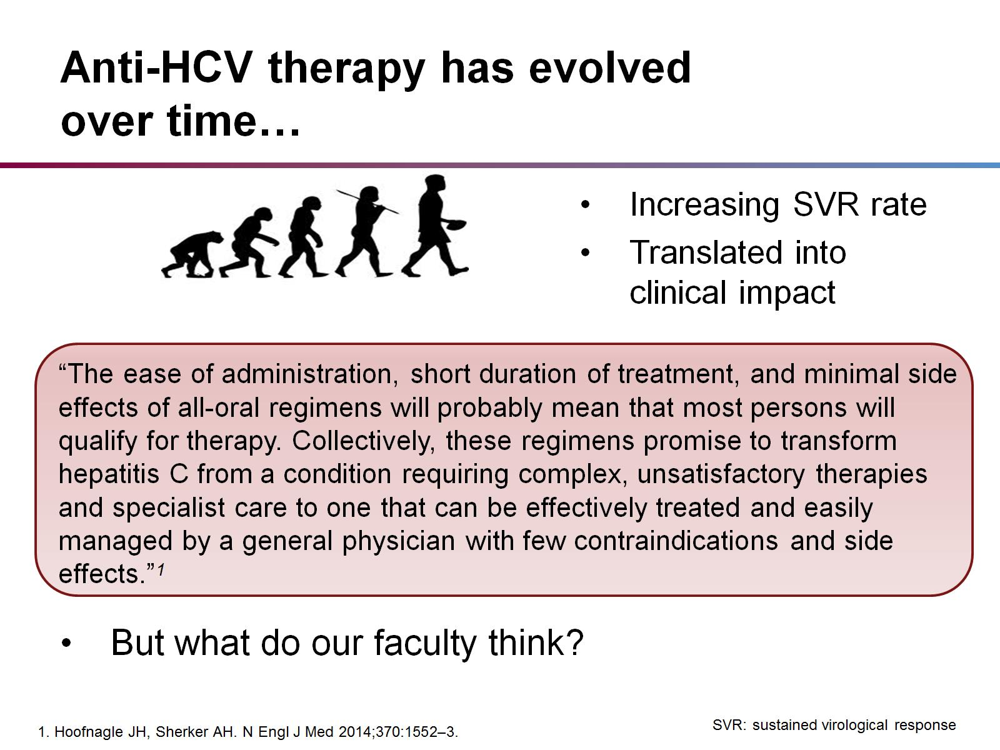 Anti-HCV therapy has evolved
over time…
• Increasing SVR rate
• Translated into
clinical impact
“The ease of administration, short duration of treatment, and minimal side
effects of all-oral regimens will probably mean that most persons will
qualify for therapy. Collectively, these regimens promise to transform
hepatitis C from a condition requiring complex, unsatisfactory therapies
and specialist care to one that can be effectively treated and easily
managed by a general physician with few contraindications and side
effects.”1
• But what do our faculty think?
1. Hoofnagle JH, Sherker AH. N Engl J Med 2014;370:1552–3.
SVR: sustained virological response